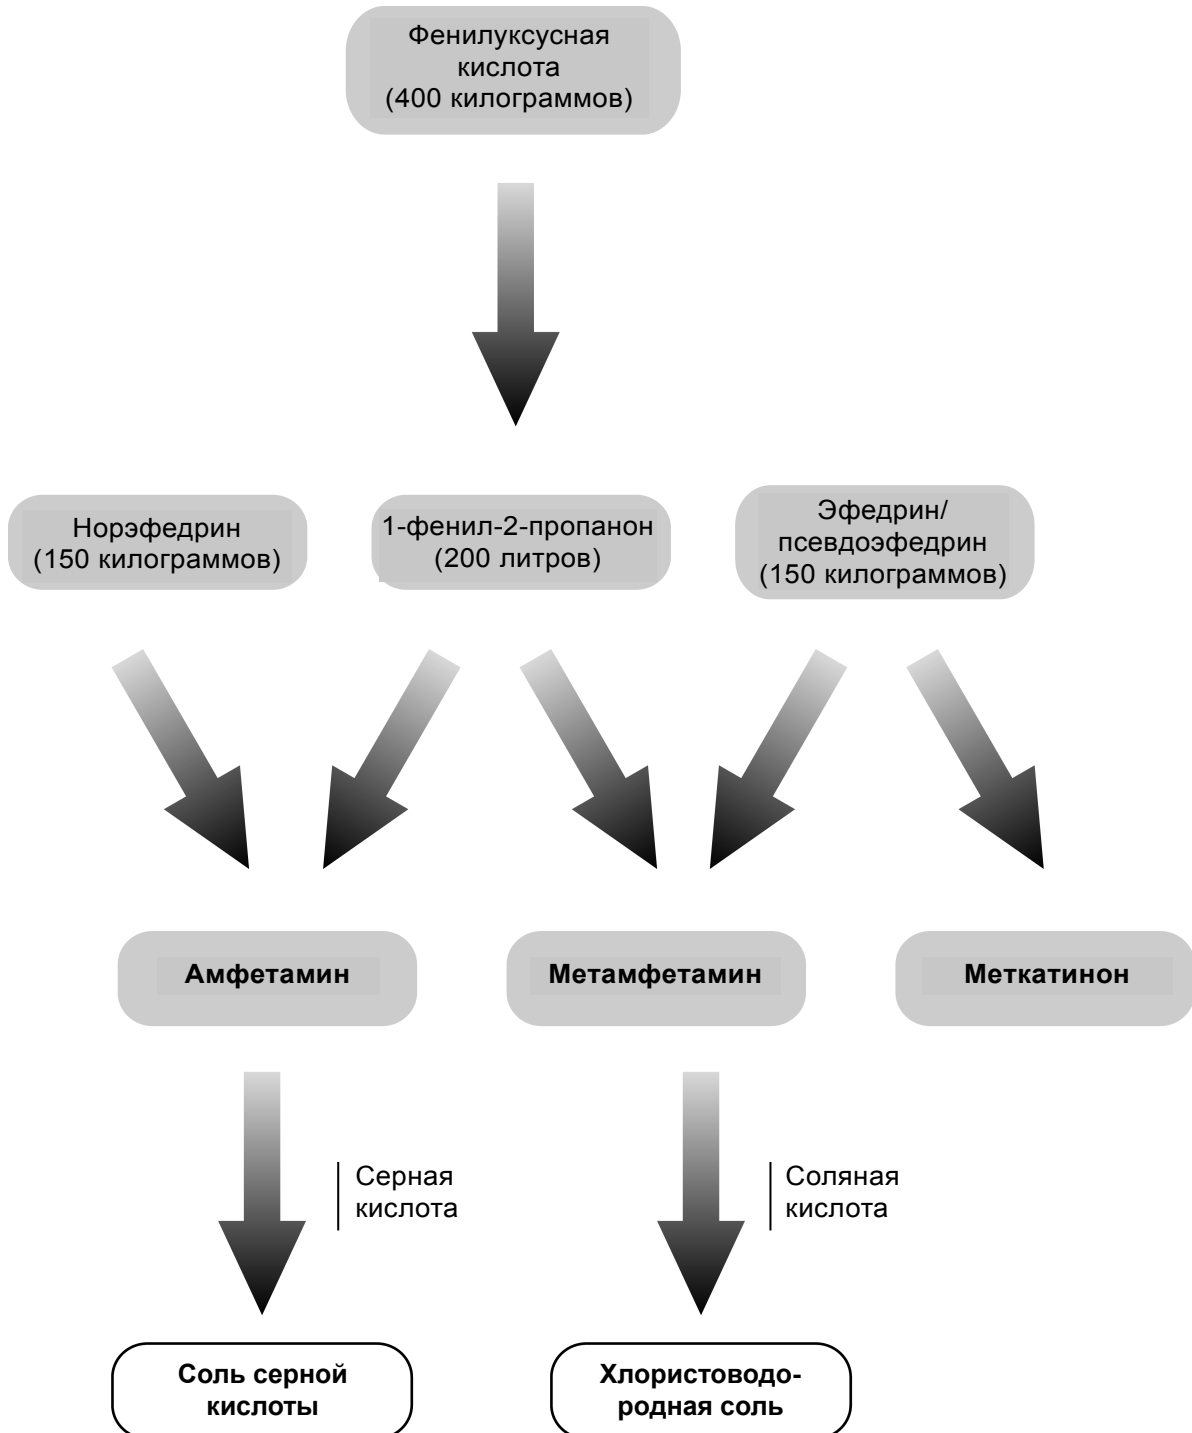 Фенилуксусная
кислота
(400 килограммов)
Норэфедрин
(150 килограммов)
1-фенил-2-пропанон
(200 литров)
Эфедрин/
псевдоэфедрин
(150 килограммов)
Амфетамин
Метамфетамин
Меткатинон
Серная
кислота
Соляная
кислота
Соль серной
кислоты
Хлористоводо-
родная соль